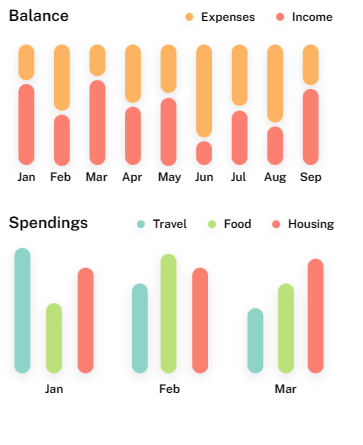 Balance
Expenses Income
Jan Feb Mar Apr May Jun Jul Aug Sep
Spendings
Travel Food Housing
Jan Feb Mar